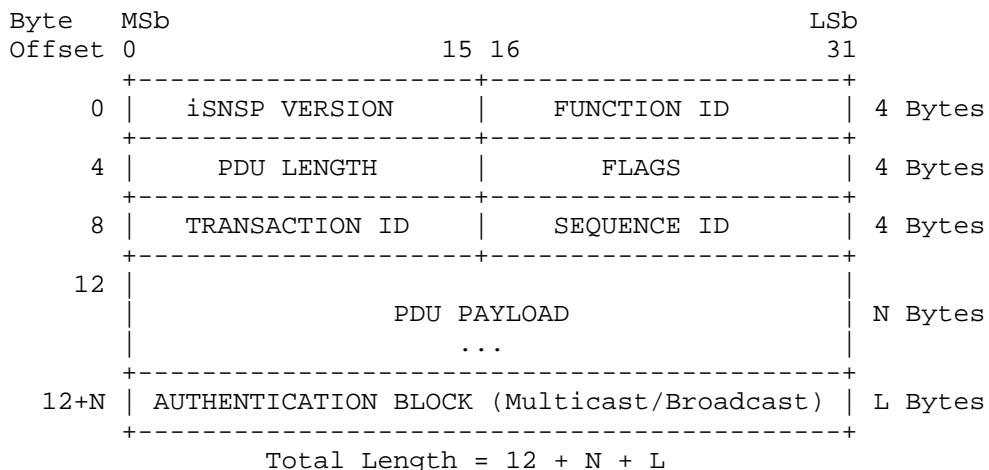 Byte   MSb                                        LSb
Offset 0                   15 16                   31
       +---------------------+----------------------+
     0 |   iSNSP VERSION     |    FUNCTION ID       | 4 Bytes
       +---------------------+----------------------+
     4 |     PDU LENGTH      |       FLAGS          | 4 Bytes
       +---------------------+----------------------+
     8 |   TRANSACTION ID    |    SEQUENCE ID       | 4 Bytes
       +---------------------+----------------------+
    12 |                                            |
       |                PDU PAYLOAD                 | N Bytes
       |                    ...                     |
       +--------------------------------------------+
  12+N | AUTHENTICATION BLOCK (Multicast/Broadcast) | L Bytes
       +--------------------------------------------+
                Total Length = 12 + N + L